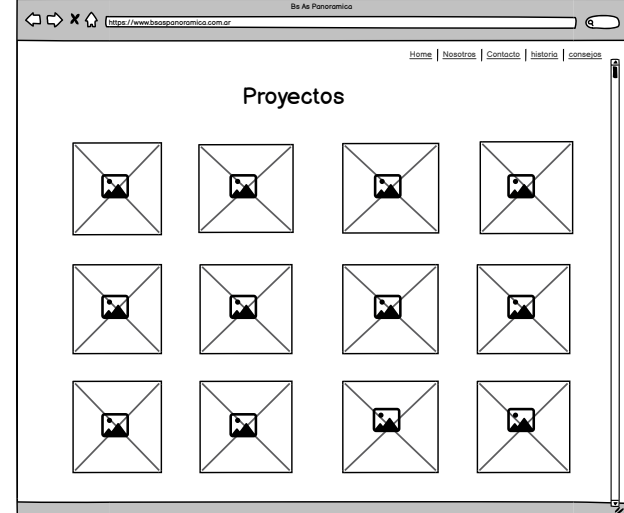 Bs As Panoramica
https://www.bsaspanoramica.com.ar
Home | Nosotros | Contacto | historia | consejos
Proyectos